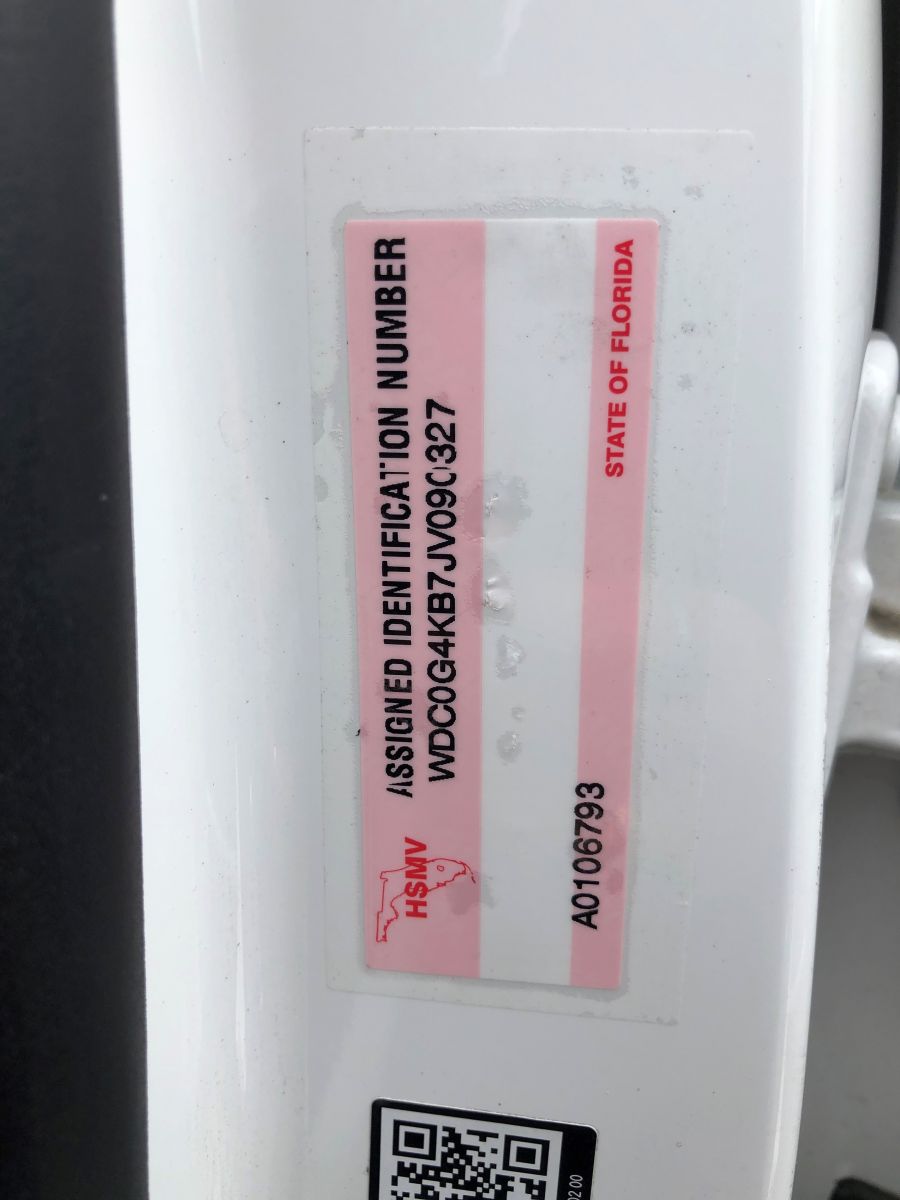 ASSIGNED IDENTIFICATION NUMBER
WDC0G4KB7JV090327
HSMV
A0106793
STATE OF FLORIDA